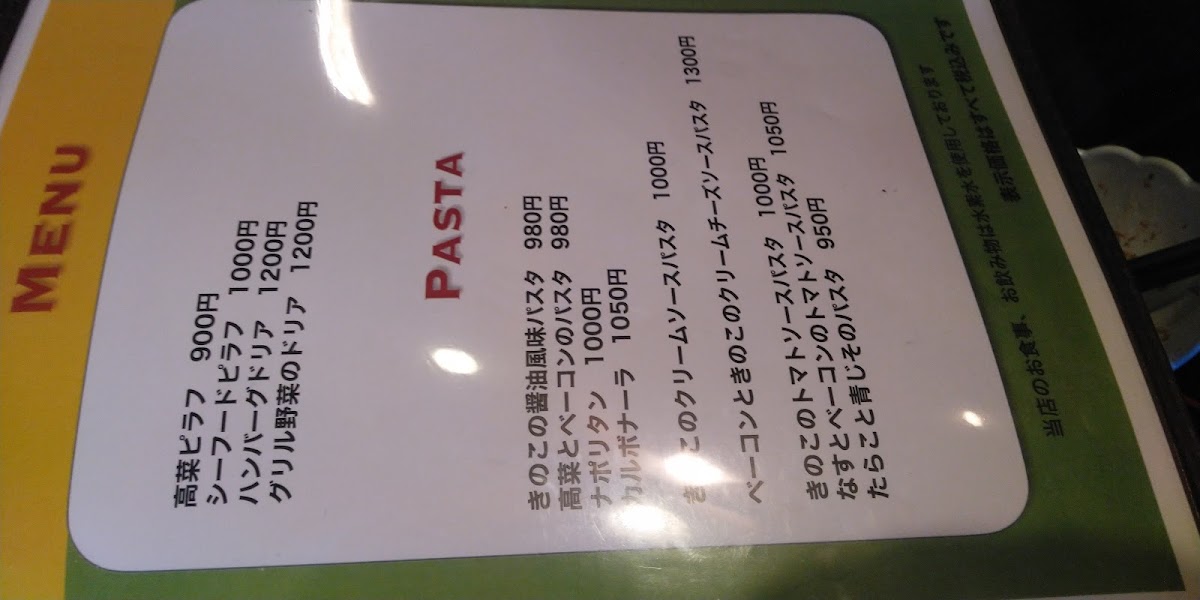 MENU
高菜ピラフ 900円
シーフードピラフ 1000円
ハンバーグドリア 1200円
グリル野菜のドリア 1200円
PASTA
きのこの醤油風味パスタ 980円
高菜とベーコンのパスタ 980円
ナポリタン 1000円
カルボナーラ 1050円
きのこのクリームソースパスタ 1000円
ベーコンときのこのクリームチーズソースパスタ 1300円
きのこのトマトソースパスタ 1000円
なすとベーコンのトマトソースパスタ 1050円
たらこと青じそのパスタ 950円
当店のお食事、お飲み物は水素水を使用しております
表示価格はすべて税込みです